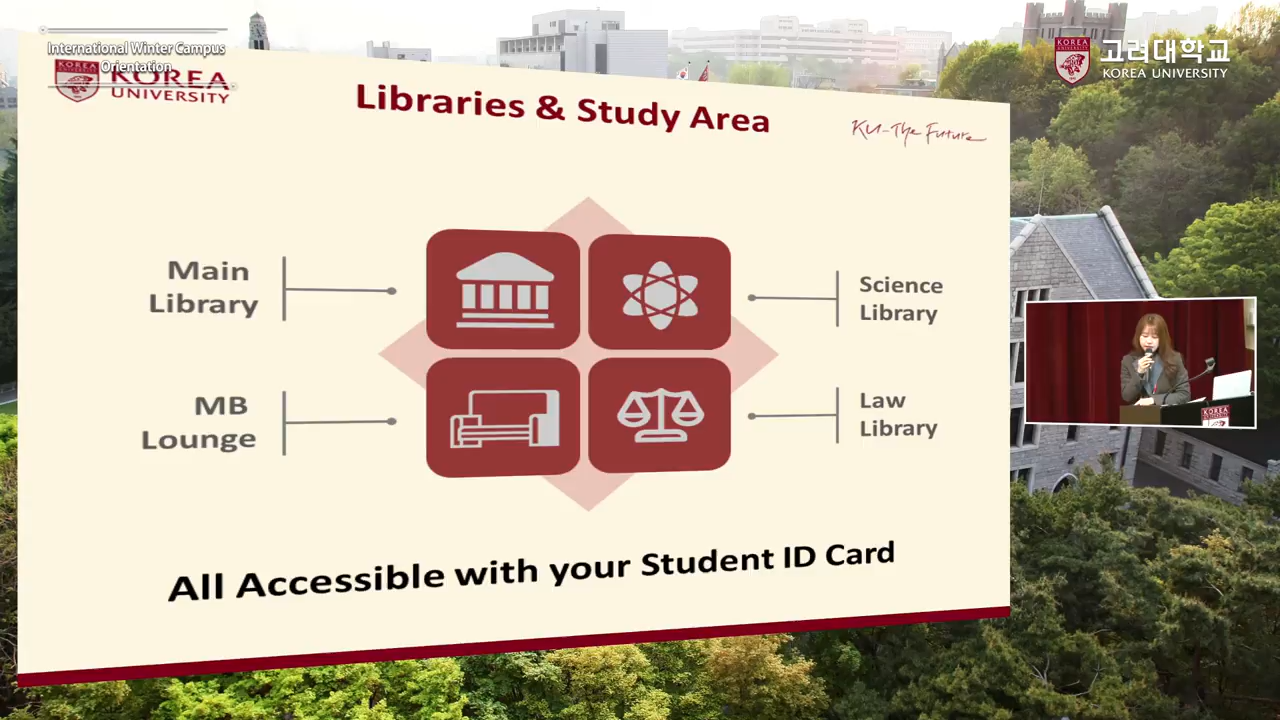 International Winter Campus
Orientation
KOREA
UNIVERSITY
Libraries & Study Area
KU-The Future
고려대학교
KOREA UNIVERSITY
Main
Library
Science
Library
MB
Lounge
Law
Library
All Accessible with your Student ID Card
KOREA